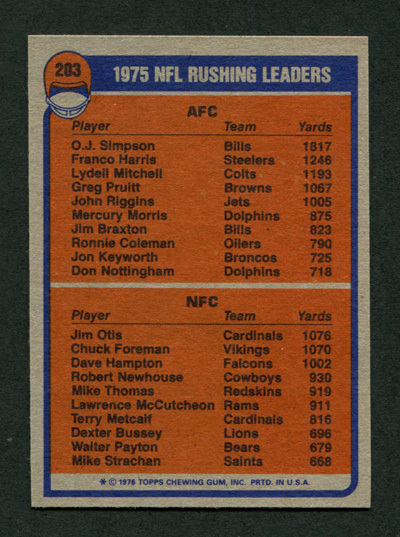 203
1975 NFL RUSHING LEADERS
AFC
Player Team Yards
O.J. Simpson Bills 1817
Franco Harris Steelers 1246
Lydell Mitchell Colts 1193
Greg Pruitt Browns 1067
John Riggins Jets 1005
Mercury Morris Dolphins 875
Jim Braxton Bills 823
Ronnie Coleman Oilers 790
Jon Keyworth Broncos 725
Don Nottingham Dolphins 718
NFC
Player Team Yards
Jim Otis Cardinals 1076
Chuck Foreman Vikings 1070
Dave Hampton Falcons 1002
Robert Newhouse Cowboys 930
Mike Thomas Redskins 919
Lawrence McCutcheon Rams 911
Terry Metcalf Cardinals 816
Dexter Bussey Lions 696
Walter Payton Bears 679
Mike Strachan Saints 668
* © 1976 TOPPS CHEWING GUM, INC. PRTD. IN U.S.A.